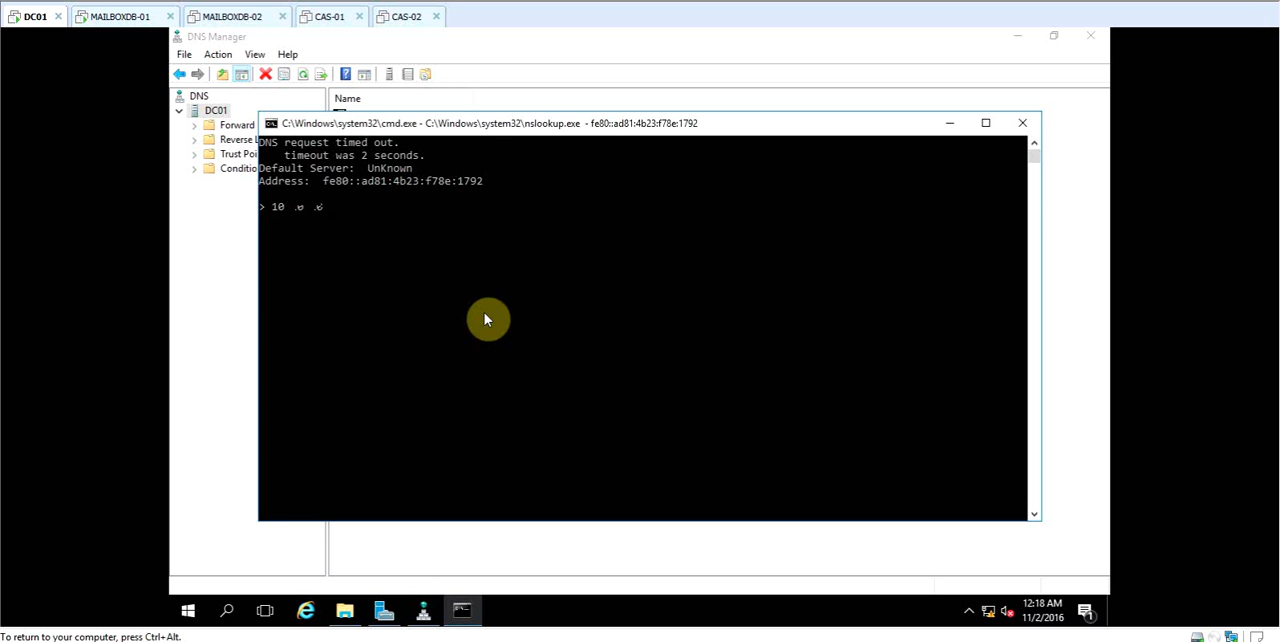 DC01
MAILBOXDB-01
MAILBOXDB-02
CAS-01
CAS-02
DNS Manager
File Action View Help
DNS
DC01
Forward
Reverse L
Trust Poi
Conditio
Name
C:\Windows\system32\cmd.exe - C:\Windows\system32\nslookup.exe - fe80::ad81:4b23:f78e:1792
DNS request timed out.
timeout was 2 seconds.
Default Server: UnKnown
Address: fe80::ad81:4b23:f78e:1792
> 10
12:18 AM
11/2/2016
1
To return to your computer, press Ctrl+Alt.